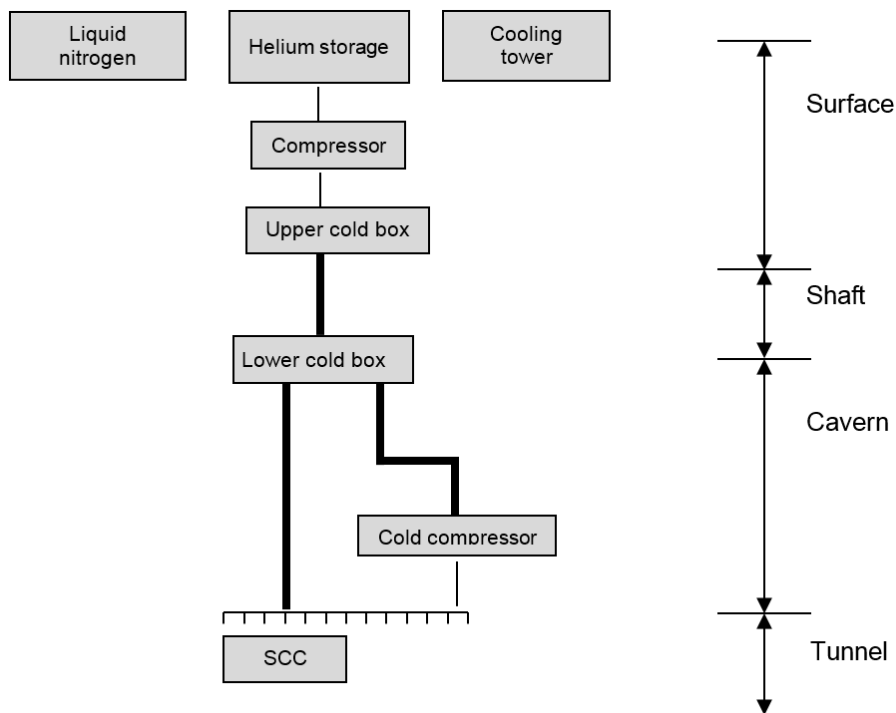 Liquid
nitrogen
Helium storage
Cooling
tower
Surface
Compressor
Upper cold box
Shaft
Lower cold box
Cavern
Cold compressor
SCC
Tunnel